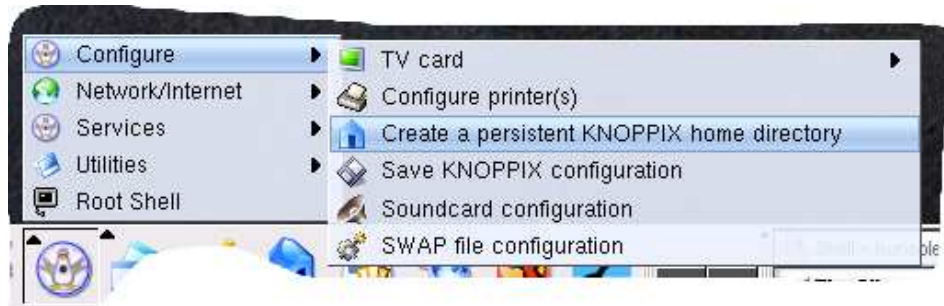 Configure
Network/Internet
Services
Utilities
Root Shell
TV card
Configure printer(s)
Create a persistent KNOPPIX home directory
Save KNOPPIX configuration
Soundcard configuration
SWAP file configuration